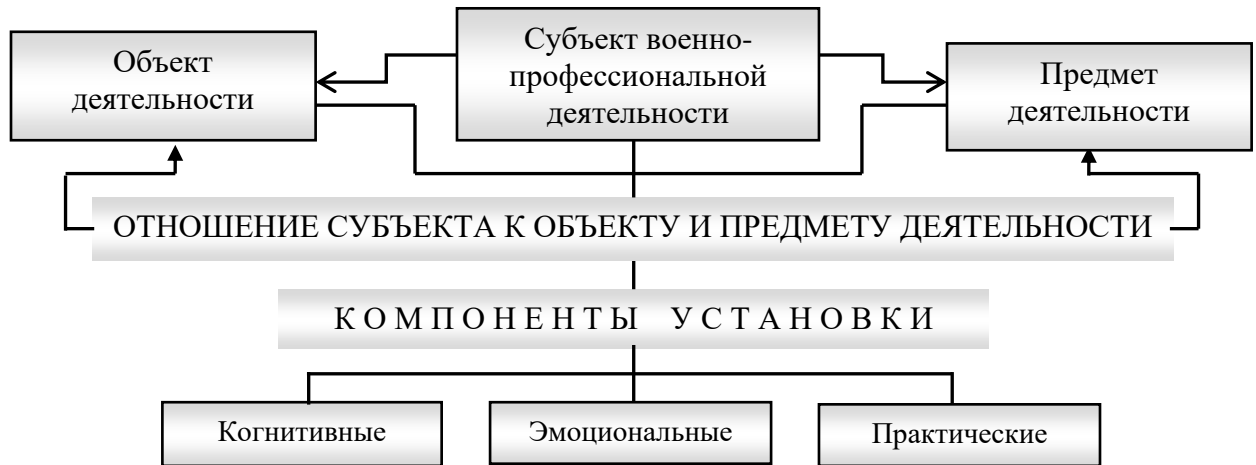 Объект
деятельности
Субъект военно-
профессиональной
деятельности
Предмет
деятельности
ОТНОШЕНИЕ СУБЪЕКТА К ОБЪЕКТУ И ПРЕДМЕТУ ДЕЯТЕЛЬНОСТИ
К О М П О Н Е Н Т Ы У С Т А Н О В К И
Когнитивные
Эмоциональные
Практические